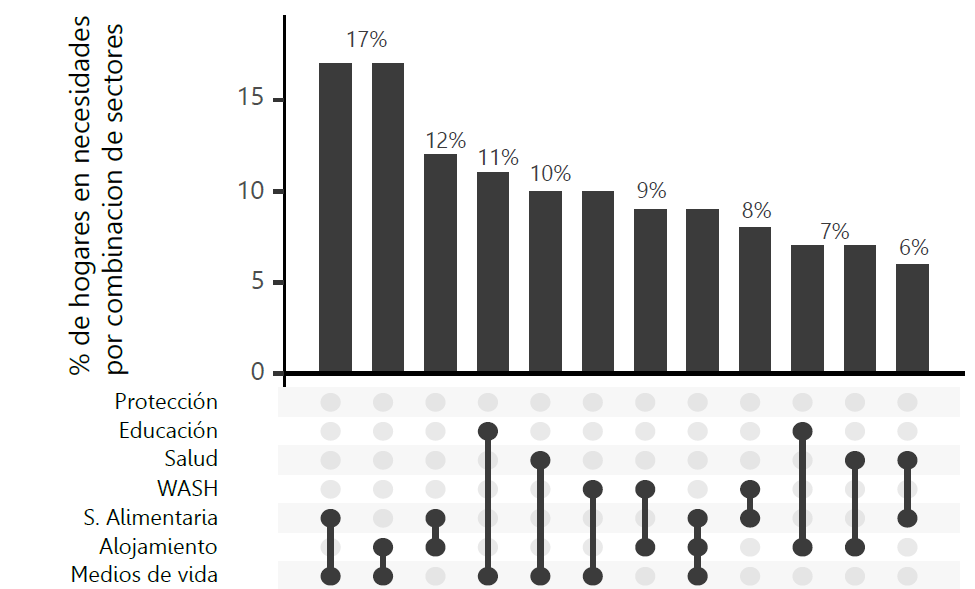 % de hogares en necesidades
por combinacion de sectores
17%
12%
11%
10%
9%
8%
7%
6%
15
10
5
0
Protección
Educación
Salud
WASH
S. Alimentaria
Alojamiento
Medios de vida